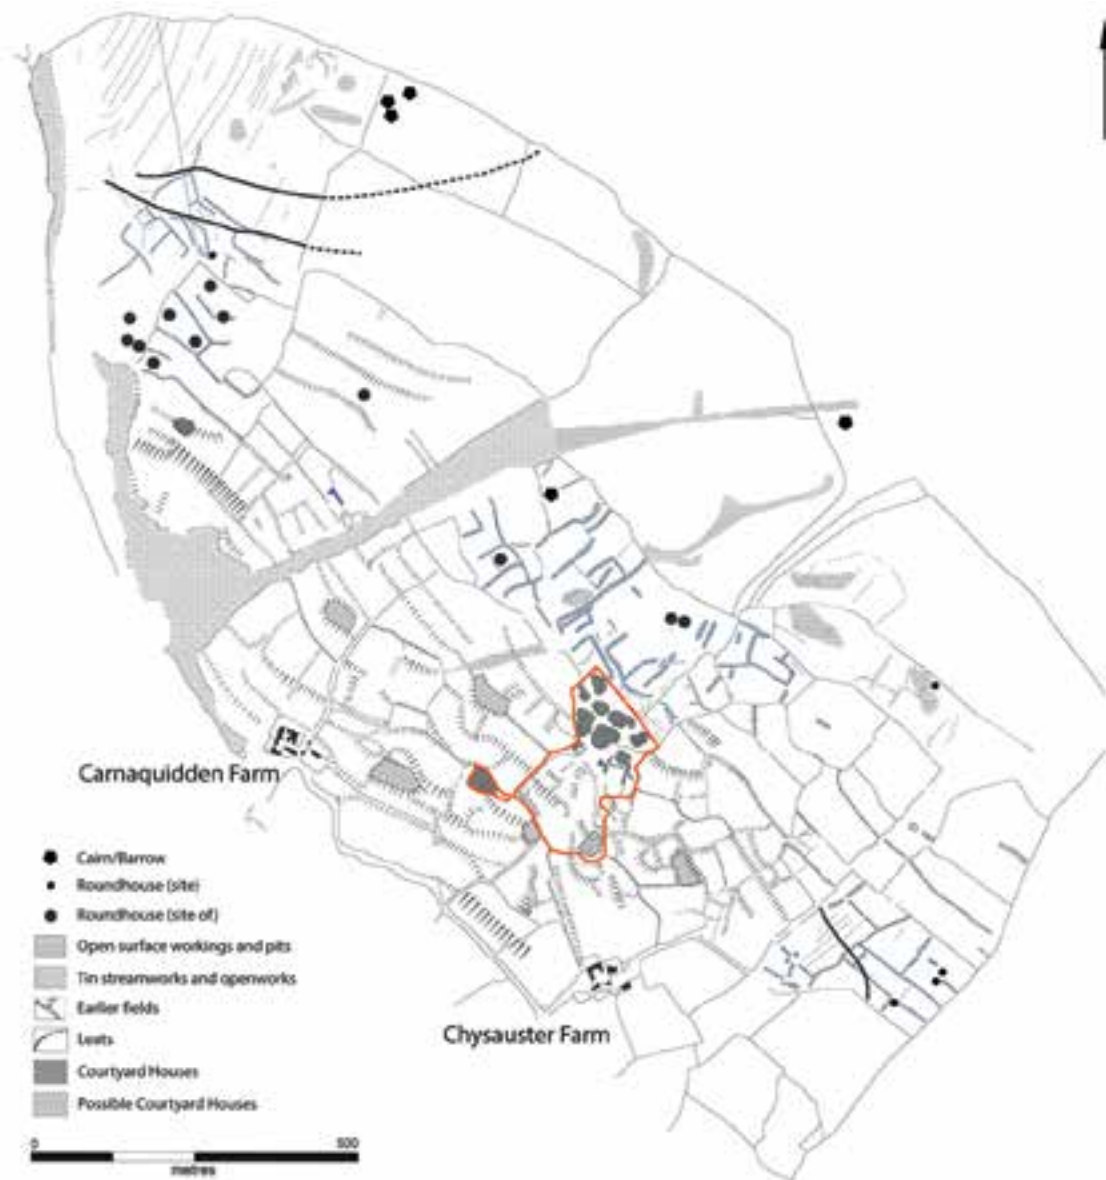 Carnaquidden Farm
Cairn/Barrow
Roundhouse (site)
Roundhouse (site of)
Open surface workings and pits
Tin streamworks and openworks
Earlier fields
Leats
Courtyard Houses
Possible Courtyard Houses
Chysauster Farm
0 500
metres